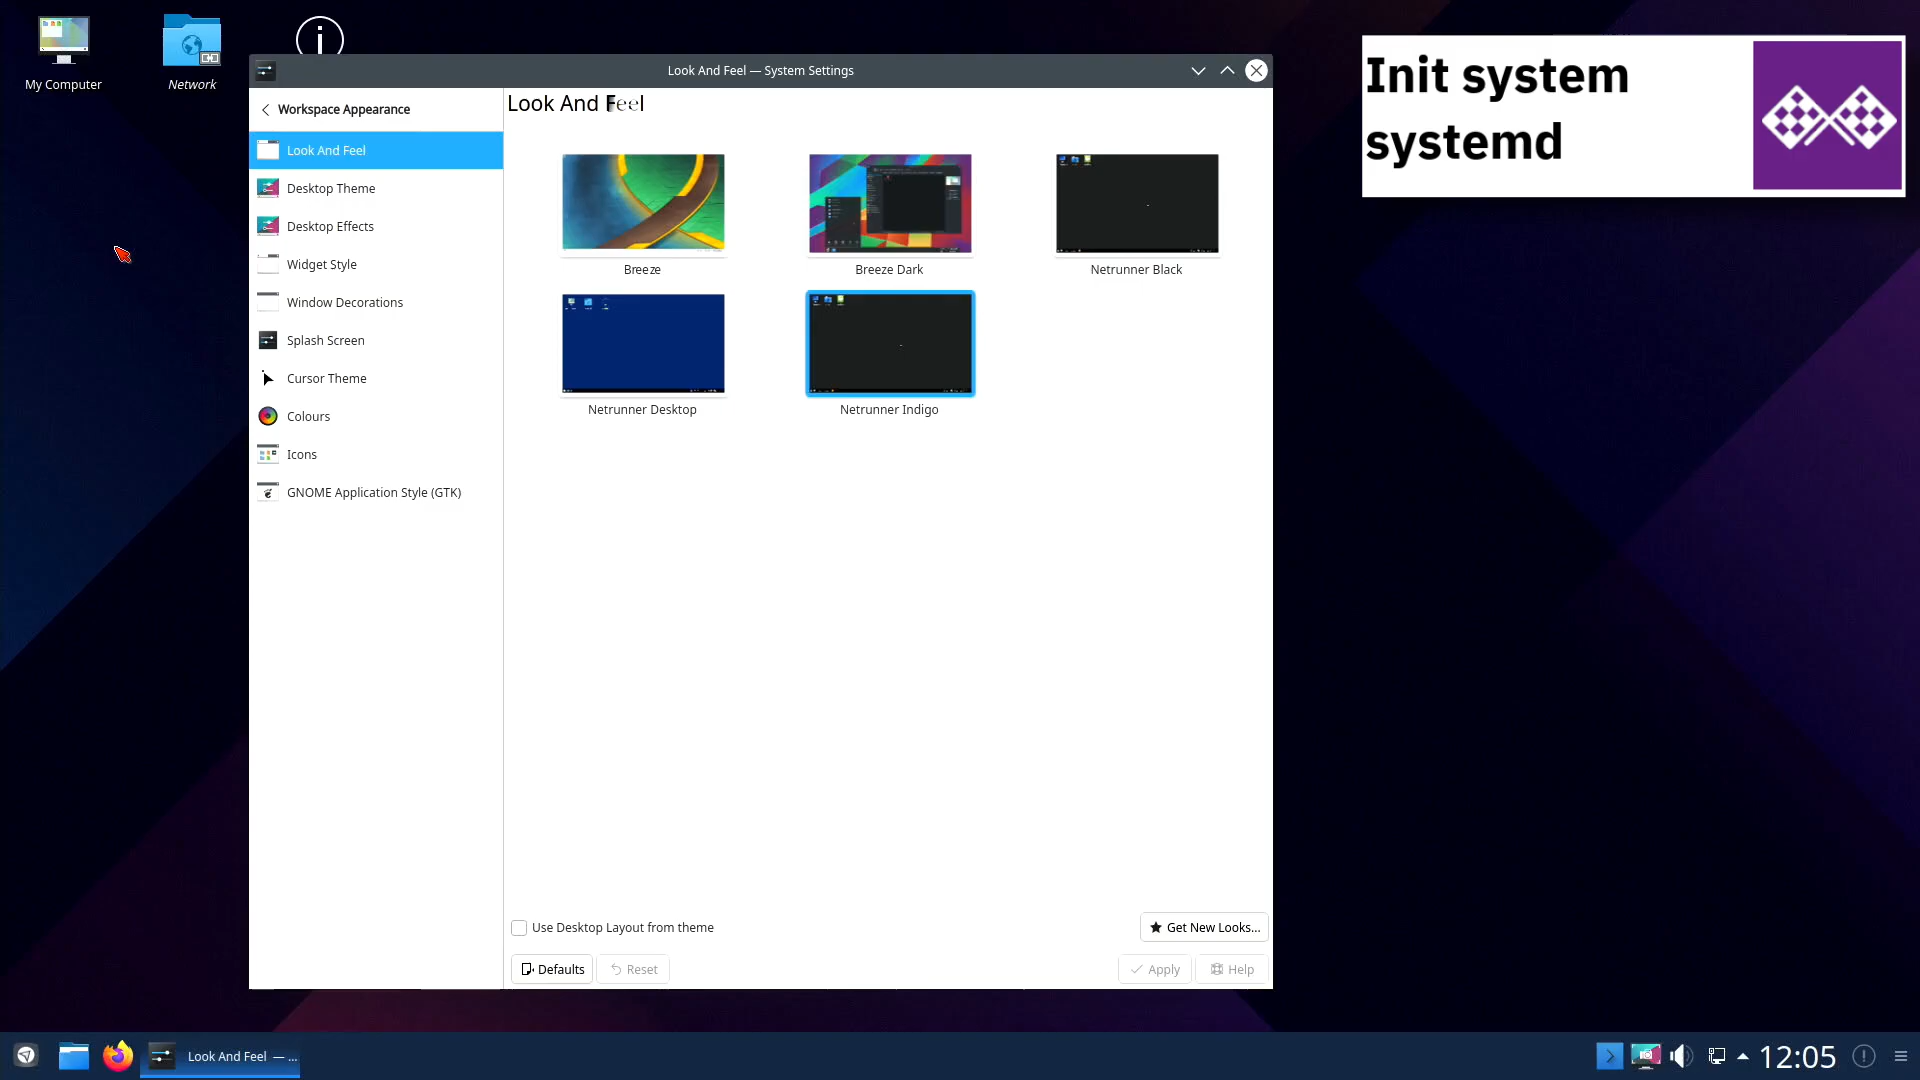 My Computer
Network
Look And Feel — System Settings
Init system
systemd
Workspace Appearance
Look And Feel
Look And Feel
Desktop Theme
Desktop Effects
Widget Style
Window Decorations
Splash Screen
Cursor Theme
Colours
Icons
GNOME Application Style (GTK)
Breeze
Breeze Dark
Netrunner Black
Netrunner Desktop
Netrunner Indigo
Use Desktop Layout from theme
Get New Looks...
Defaults
Reset
Apply
Help
Look And Feel — ...
12:05